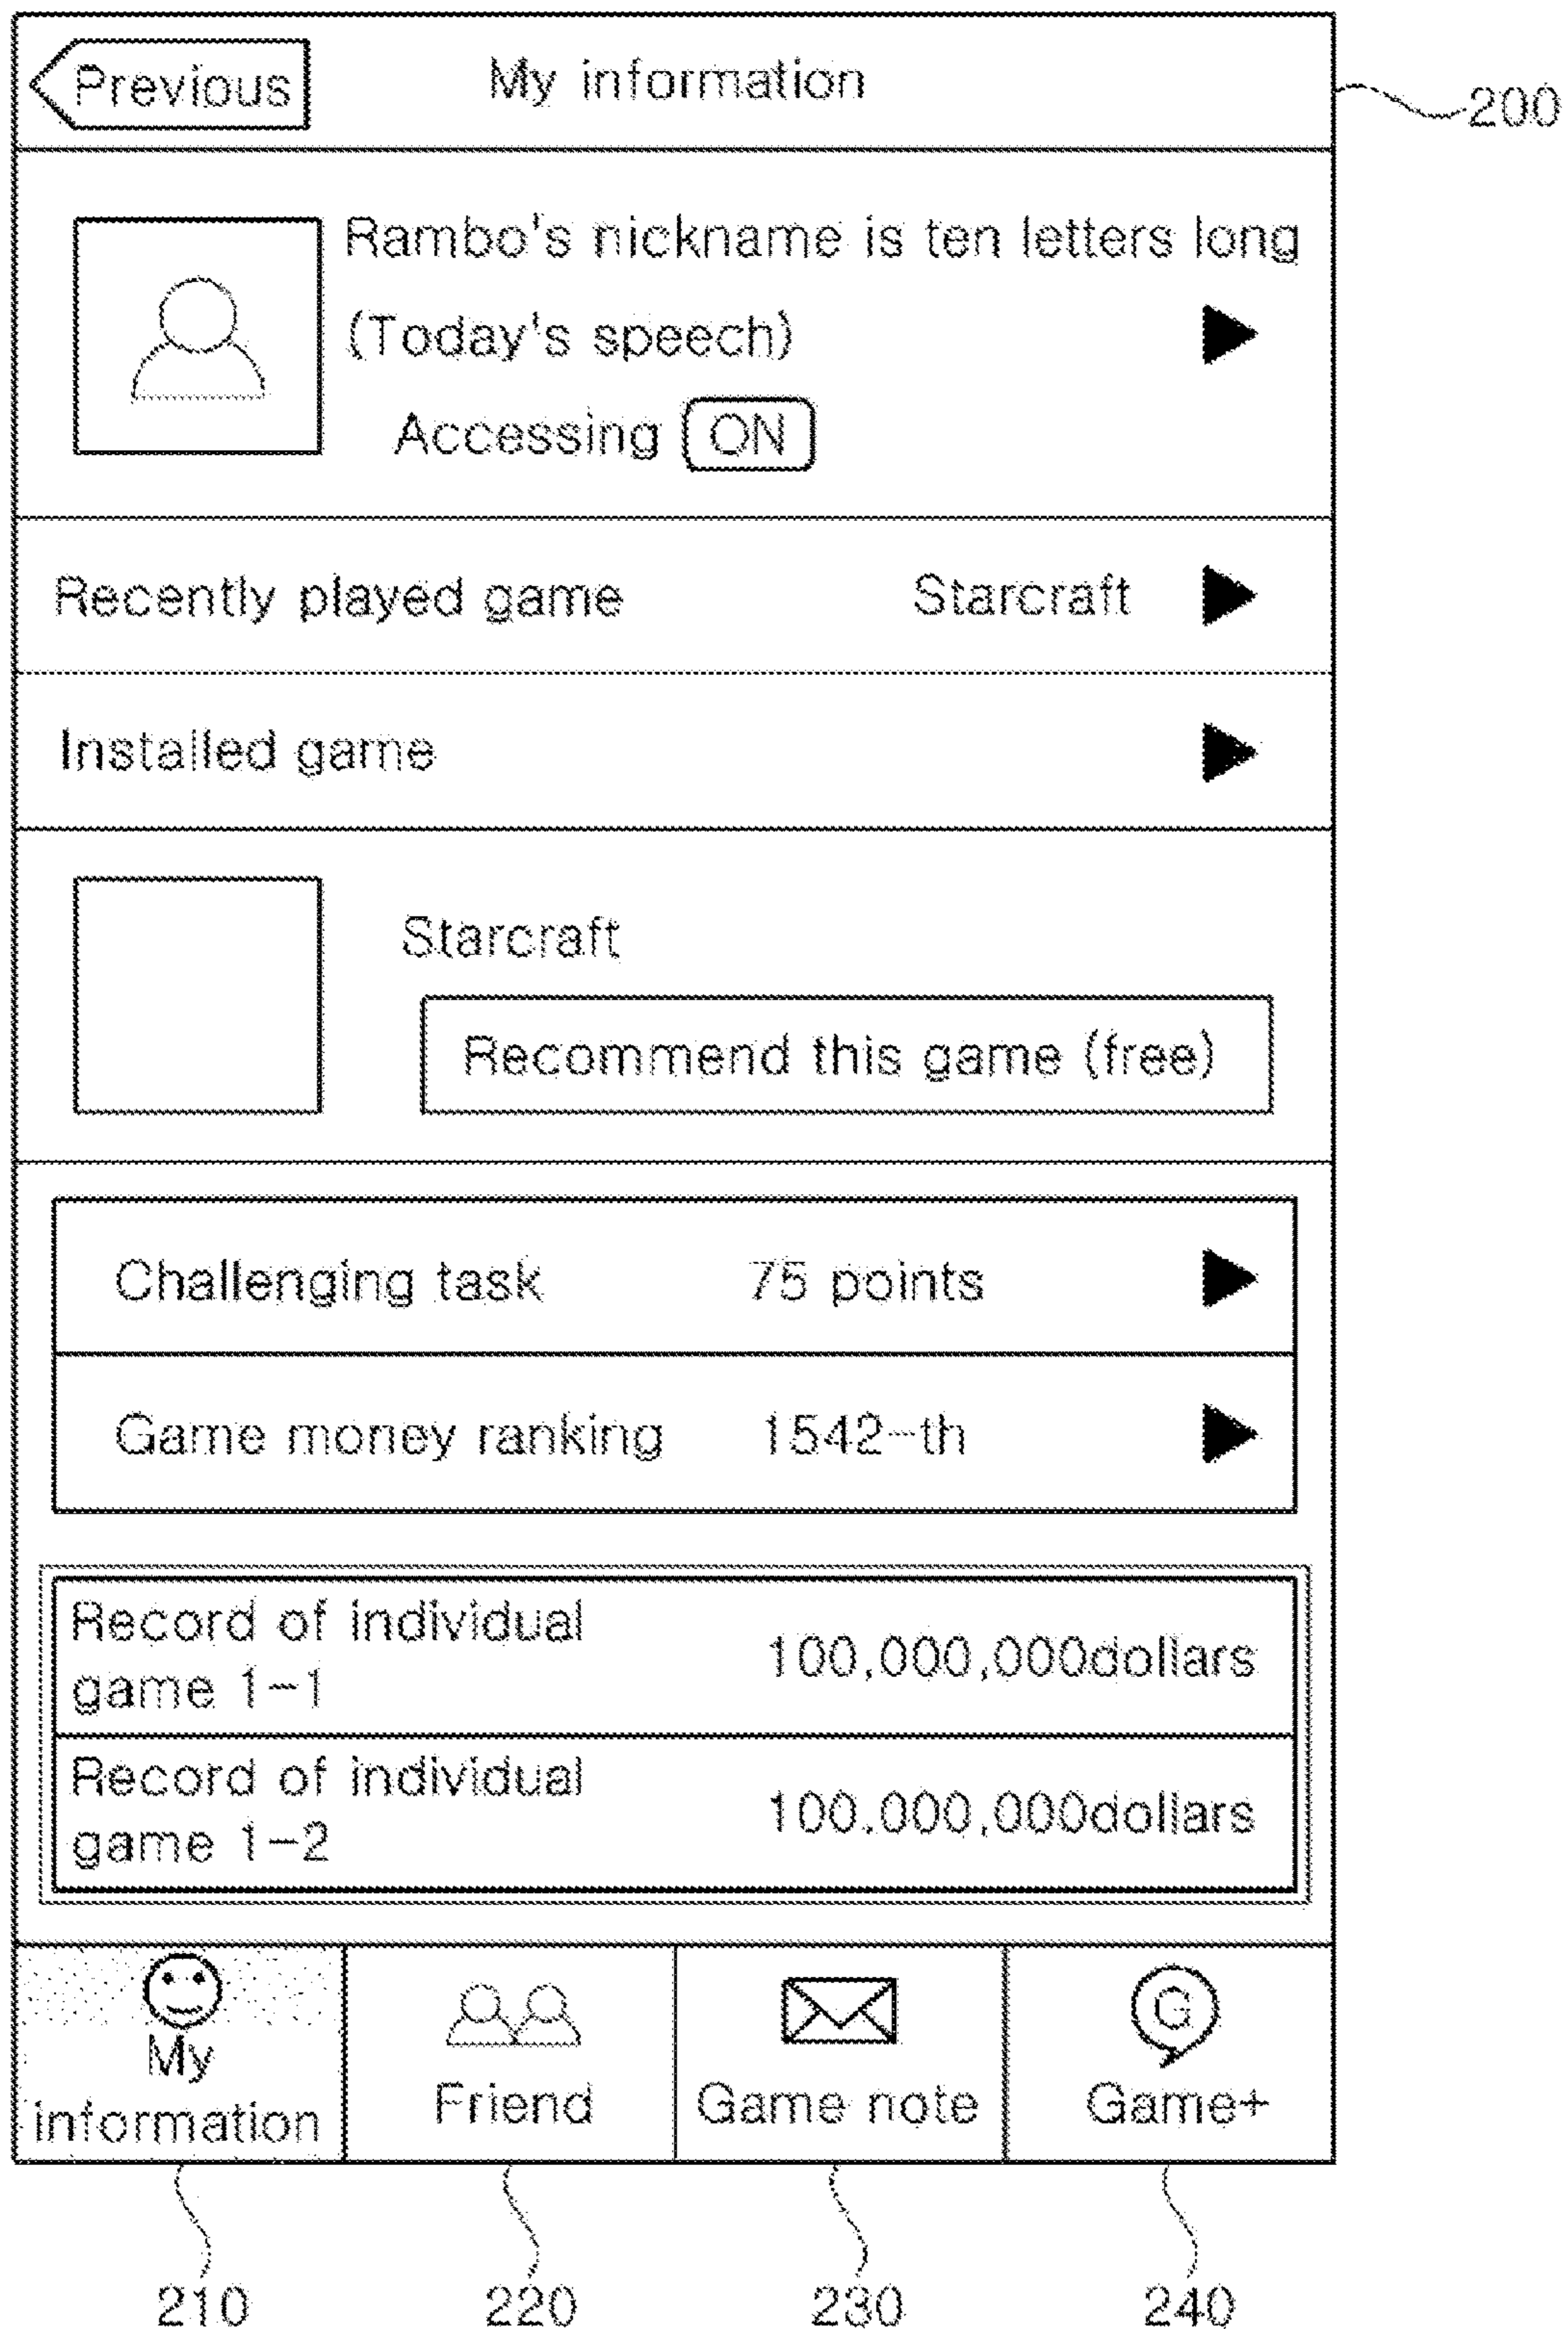 Previous
My information
200
Rambo's nickname is ten letters long
(Today's speech)
Accessing ON
Recently played game Starcraft
Installed game
Starcraft
Recommend this game (free)
Challenging task 75 points
Game money ranking 1542-th
Record of individual
game 1-1
100,000,000dollars
Record of individual
game 1-2
100.000,000dollars
My
information
Friend
Game note
G
Game+
210
220
230
240